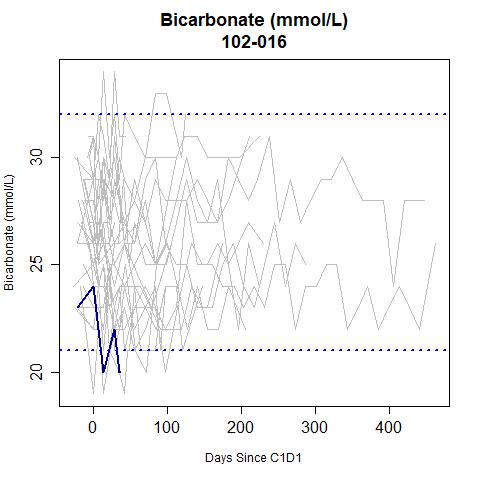 Bicarbonate (mmol/L)
102-016
Bicarbonate (mmol/L)
30
25
20
0 100 200 300 400
Days Since C1D1